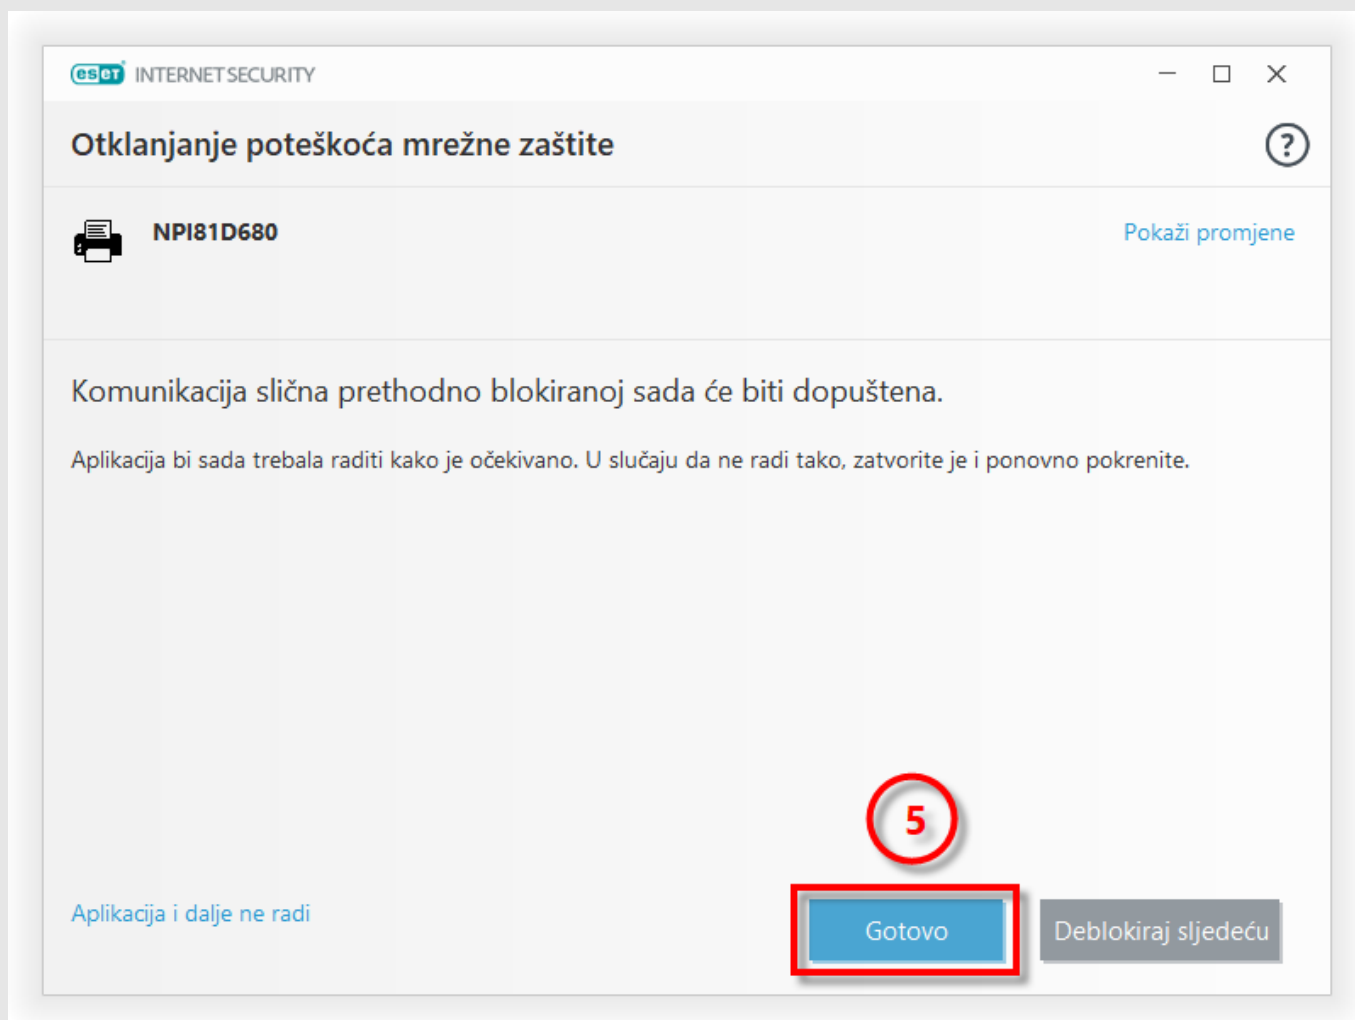 eset INTERNET SECURITY
Otklanjanje poteškoća mrežne zaštite
?
NPI81D680
Pokaži promjene
Komunikacija slična prethodno blokiranoj sada će biti dopuštena.
Aplikacija bi sada trebala raditi kako je očekivano. U slučaju da ne radi tako, zatvorite je i ponovno pokrenite.
5
Aplikacija i dalje ne radi
Gotovo
Deblokiraj sljedeću